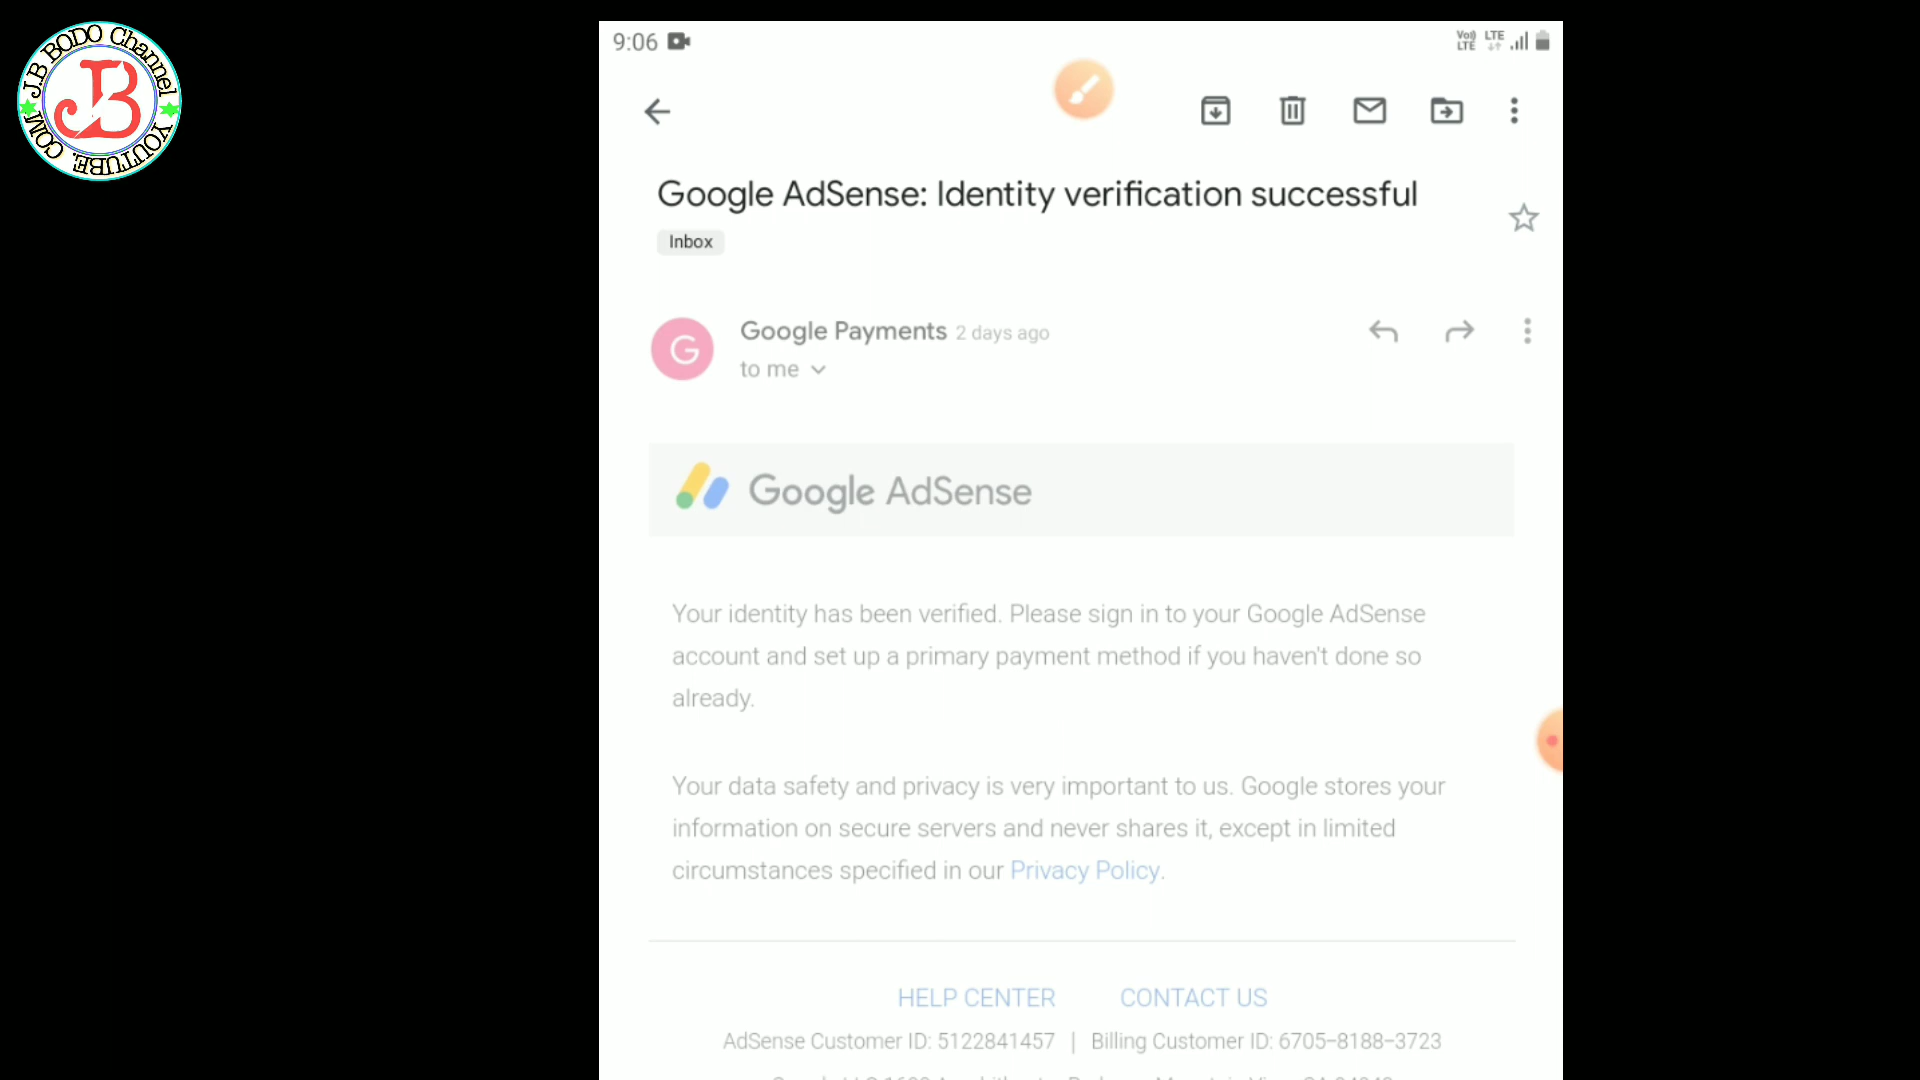 J.B BODO Channel
YOUTUBE.COM
JB
9:06
Vo)) LTE
LTE
Google AdSense: Identity verification successful
Inbox
G
Google Payments 2 days ago
to me
Google AdSense
Your identity has been verified. Please sign in to your Google AdSense
account and set up a primary payment method if you haven't done so
already.
Your data safety and privacy is very important to us. Google stores your
information on secure servers and never shares it, except in limited
circumstances specified in our Privacy Policy.
HELP CENTER CONTACT US
AdSense Customer ID: 5122841457 | Billing Customer ID: 6705-8188-3723